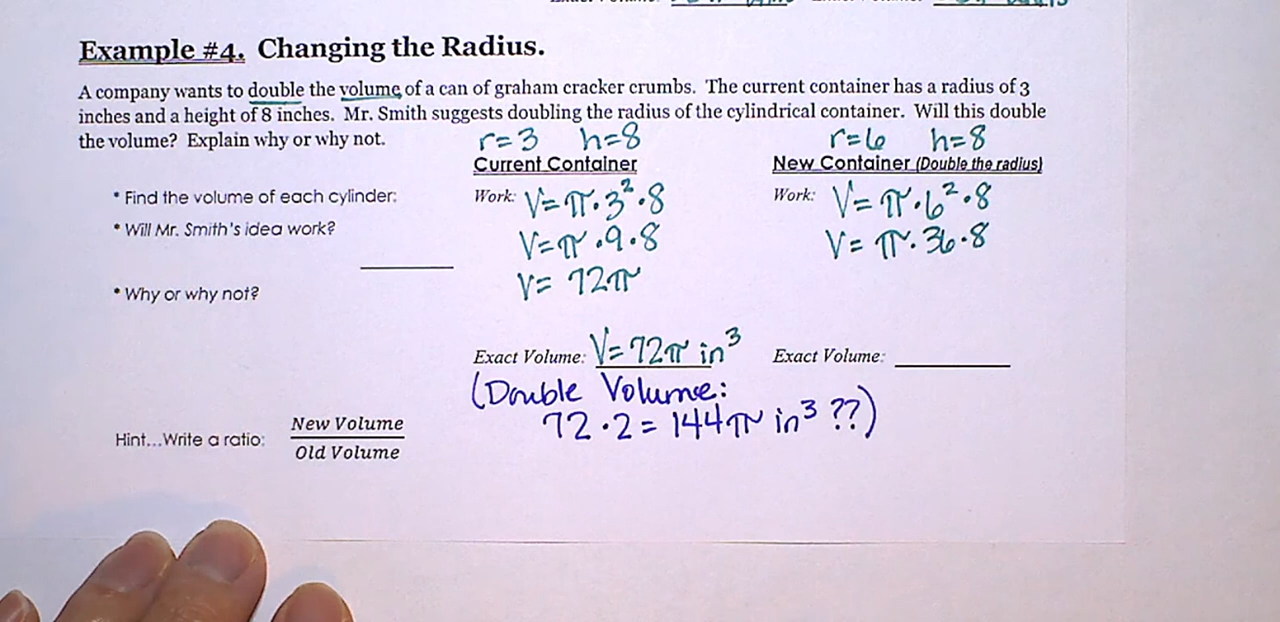 Example #4. Changing the Radius.
A company wants to double the volume of a can of graham cracker crumbs. The current container has a radius of 3
inches and a height of 8 inches. Mr. Smith suggests doubling the radius of the cylindrical container. Will this double
the volume? Explain why or why not.
r=3 h=8
r=6 h=8
Current Container
New Container (Double the radius)
* Find the volume of each cylinder:
Work: V=π·3²·8
Work: V=π·6²·8
* Will Mr. Smith's idea work?
V=π·9·8
V=π·36·8
V=72π
* Why or why not?
Exact Volume: V=72π in³
Exact Volume:
(Double Volume:
72·2=144π in³ ??)
Hint...Write a ratio: New Volume
Old Volume